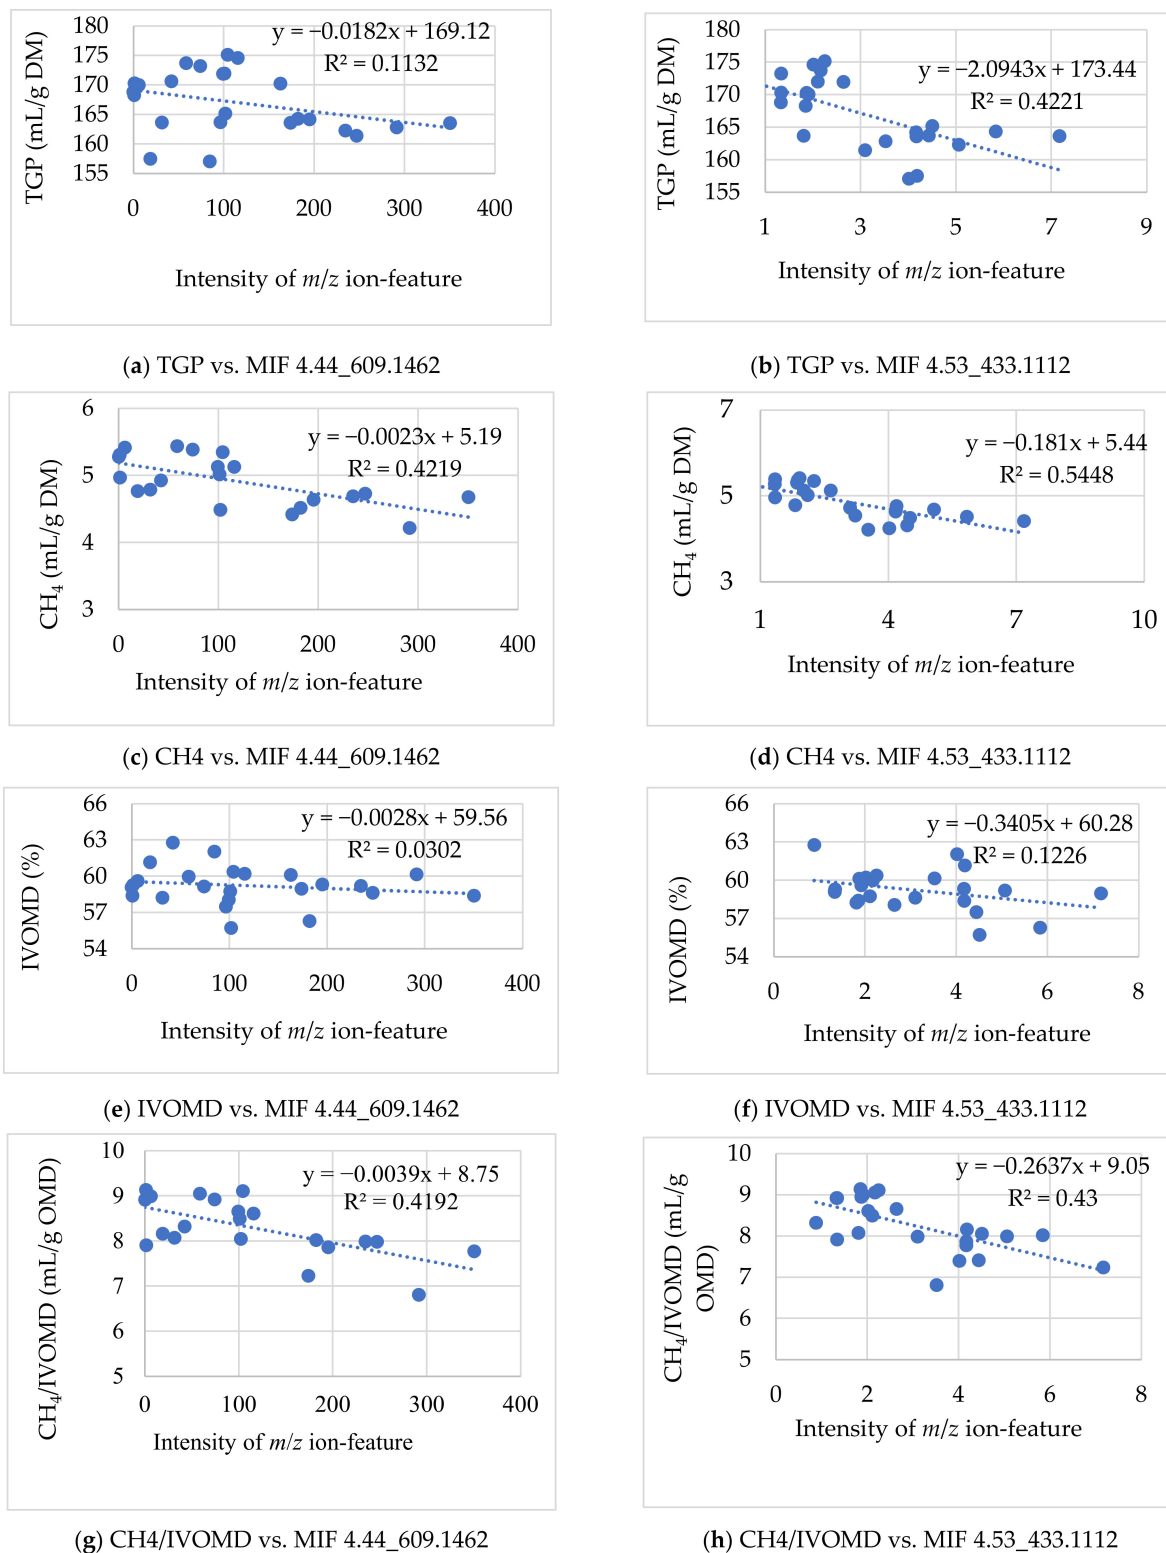 y = −0.0182x + 169.12
R² = 0.1132
TGP (mL/g DM)
180
175
170
165
160
155
0 100 200 300 400
Intensity of m/z ion-feature
(a) TGP vs. MIF 4.44_609.1462
y = −2.0943x + 173.44
R² = 0.4221
TGP (mL/g DM)
180
175
170
165
160
155
1 3 5 7 9
Intensity of m/z ion-feature
(b) TGP vs. MIF 4.53_433.1112
y = −0.0023x + 5.19
R² = 0.4219
CH₄ (mL/g DM)
6
5
4
3
0 100 200 300 400
Intensity of m/z ion-feature
(c) CH4 vs. MIF 4.44_609.1462
y = −0.181x + 5.44
R² = 0.5448
CH₄ (mL/g DM)
7
5
3
1 4 7 10
Intensity of m/z ion-feature
(d) CH4 vs. MIF 4.53_433.1112
y = −0.0028x + 59.56
R² = 0.0302
IVOMD (%)
66
63
60
57
54
0 100 200 300 400
Intensity of m/z ion-feature
(e) IVOMD vs. MIF 4.44_609.1462
y = −0.3405x + 60.28
R² = 0.1226
IVOMD (%)
66
63
60
57
54
0 2 4 6 8
Intensity of m/z ion-feature
(f) IVOMD vs. MIF 4.53_433.1112
y = −0.0039x + 8.75
R² = 0.4192
CH₄/IVOMD (mL/g OMD)
10
9
8
7
6
5
0 100 200 300 400
Intensity of m/z ion-feature
(g) CH4/IVOMD vs. MIF 4.44_609.1462
y = −0.2637x + 9.05
R² = 0.43
CH₄/IVOMD (mL/g
OMD)
10
9
8
7
6
5
0 2 4 6 8
Intensity of m/z ion-feature
(h) CH4/IVOMD vs. MIF 4.53_433.1112